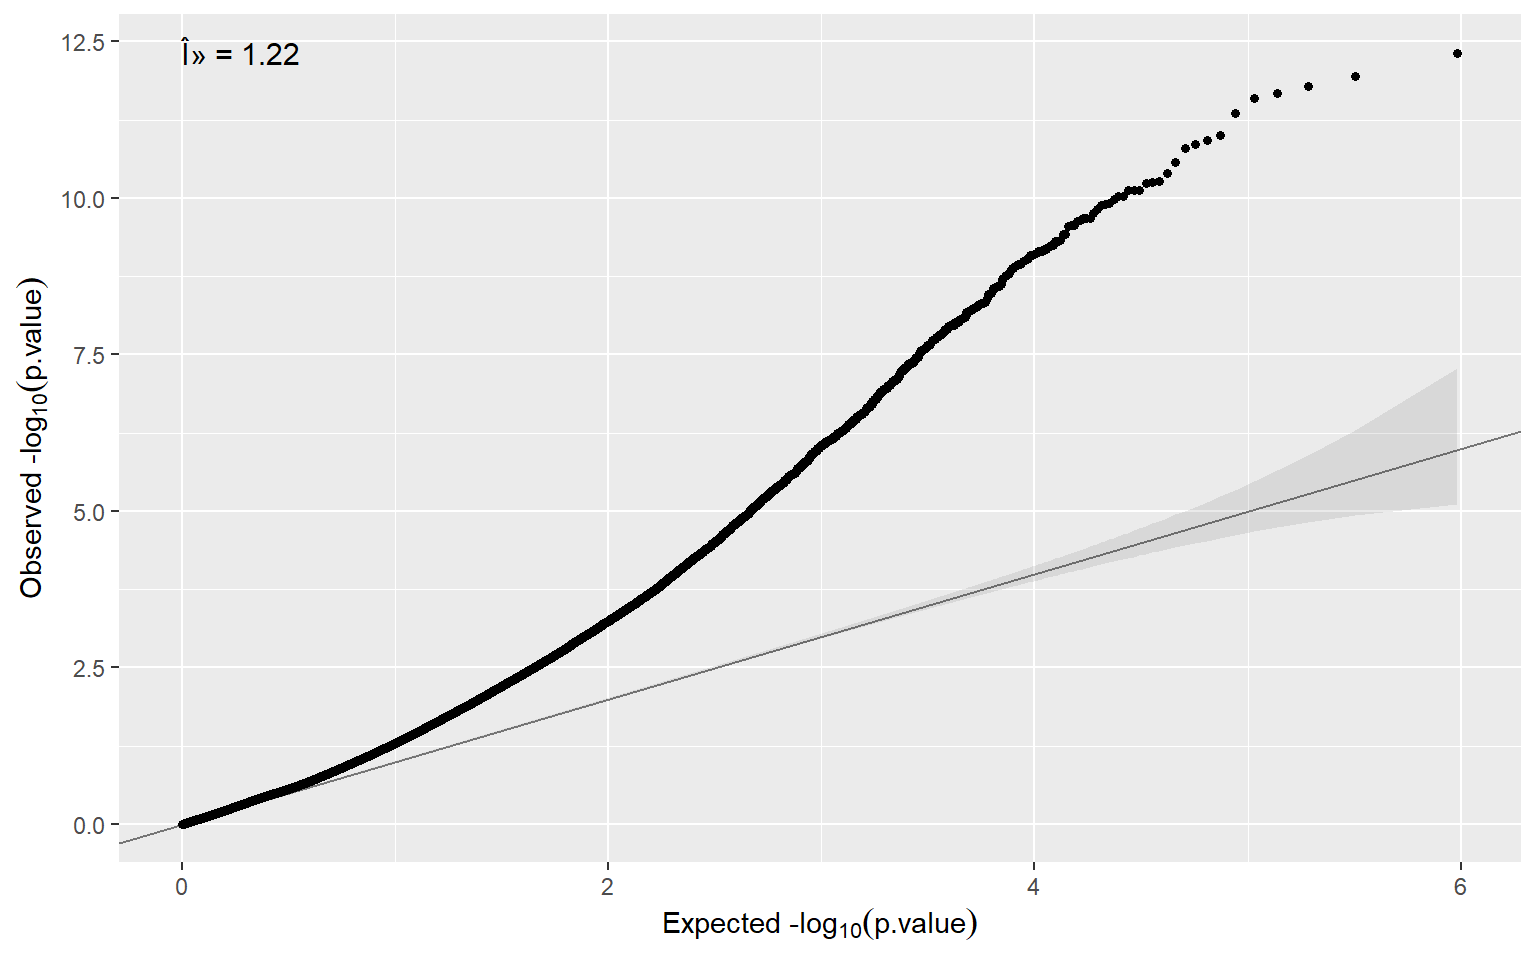 Î» = 1.22
12.5
10.0
7.5
5.0
2.5
0.0
Observed -log10(p.value)
0 2 4 6
Expected -log10(p.value)